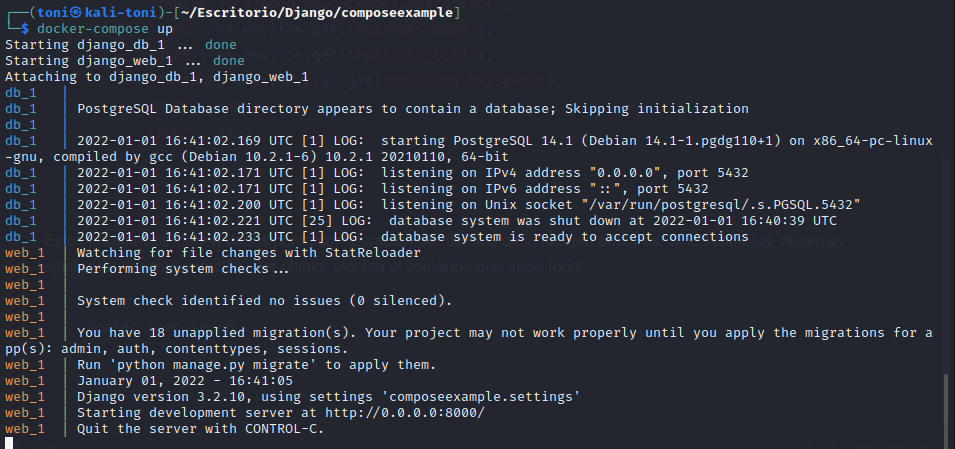 ┌──(toni㉿kali-toni)-[~/Escritorio/Django/composeexample]
└─$ docker-compose up
Starting django_db_1 ... done
Starting django_web_1 ... done
Attaching to django_db_1, django_web_1
db_1   |
db_1   | PostgreSQL Database directory appears to contain a database; Skipping initialization
db_1   |
db_1   | 2022-01-01 16:41:02.169 UTC [1] LOG:  starting PostgreSQL 14.1 (Debian 14.1-1.pgdg110+1) on x86_64-pc-linux
-gnu, compiled by gcc (Debian 10.2.1-6) 10.2.1 20210110, 64-bit
db_1   | 2022-01-01 16:41:02.171 UTC [1] LOG:  listening on IPv4 address "0.0.0.0", port 5432
db_1   | 2022-01-01 16:41:02.171 UTC [1] LOG:  listening on IPv6 address "::", port 5432
db_1   | 2022-01-01 16:41:02.200 UTC [1] LOG:  listening on Unix socket "/var/run/postgresql/.s.PGSQL.5432"
db_1   | 2022-01-01 16:41:02.221 UTC [25] LOG:  database system was shut down at 2022-01-01 16:40:39 UTC
db_1   | 2022-01-01 16:41:02.233 UTC [1] LOG:  database system is ready to accept connections
web_1  | Watching for file changes with StatReloader
web_1  | Performing system checks...
web_1  |
web_1  | System check identified no issues (0 silenced).
web_1  |
web_1  | You have 18 unapplied migration(s). Your project may not work properly until you apply the migrations for a
pp(s): admin, auth, contenttypes, sessions.
web_1  | Run 'python manage.py migrate' to apply them.
web_1  | January 01, 2022 - 16:41:05
web_1  | Django version 3.2.10, using settings 'composeexample.settings'
web_1  | Starting development server at http://0.0.0.0:8000/
web_1  | Quit the server with CONTROL-C.